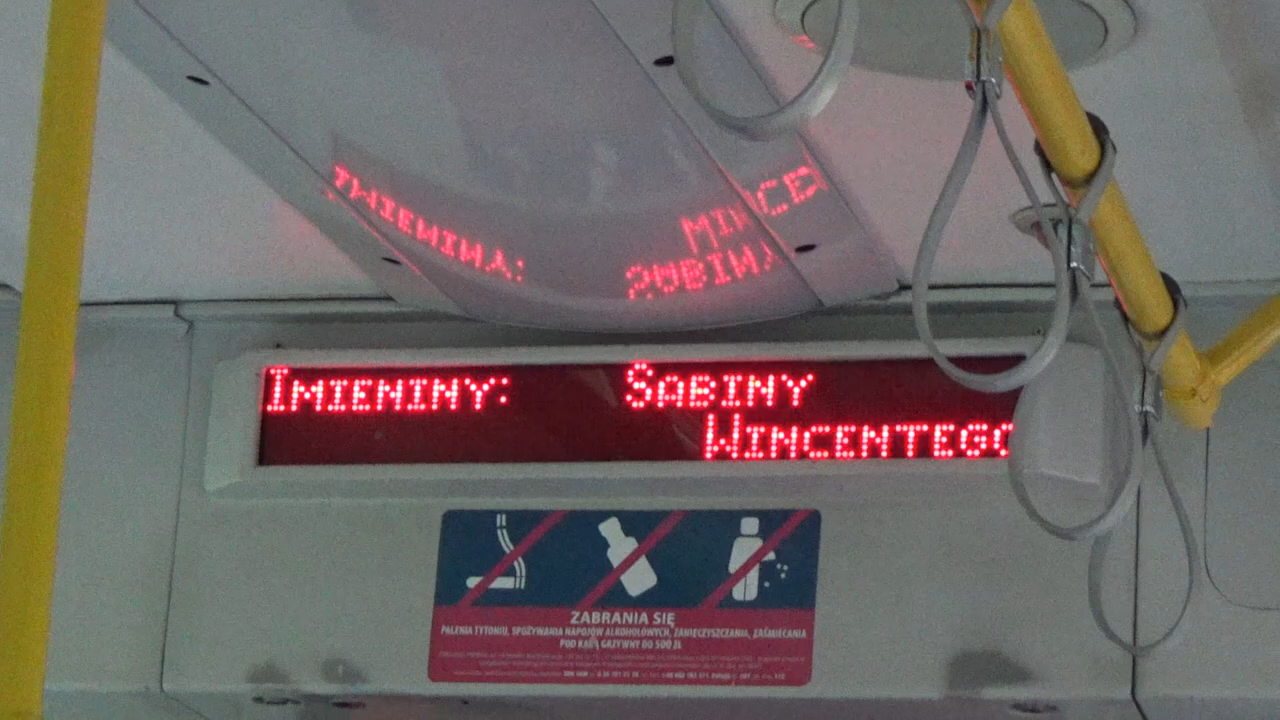 Imieniny: Sabiny
Wincentego
ZABRANIA SIĘ
PALENIA TYTONIU, SPOŻYWANIA NAPOJÓW ALKOHOLOWYCH, ZANIECZYSZCZANIA, ZAŚMIECANIA
POD KARĄ GRZYWNY DO 500 ZŁ